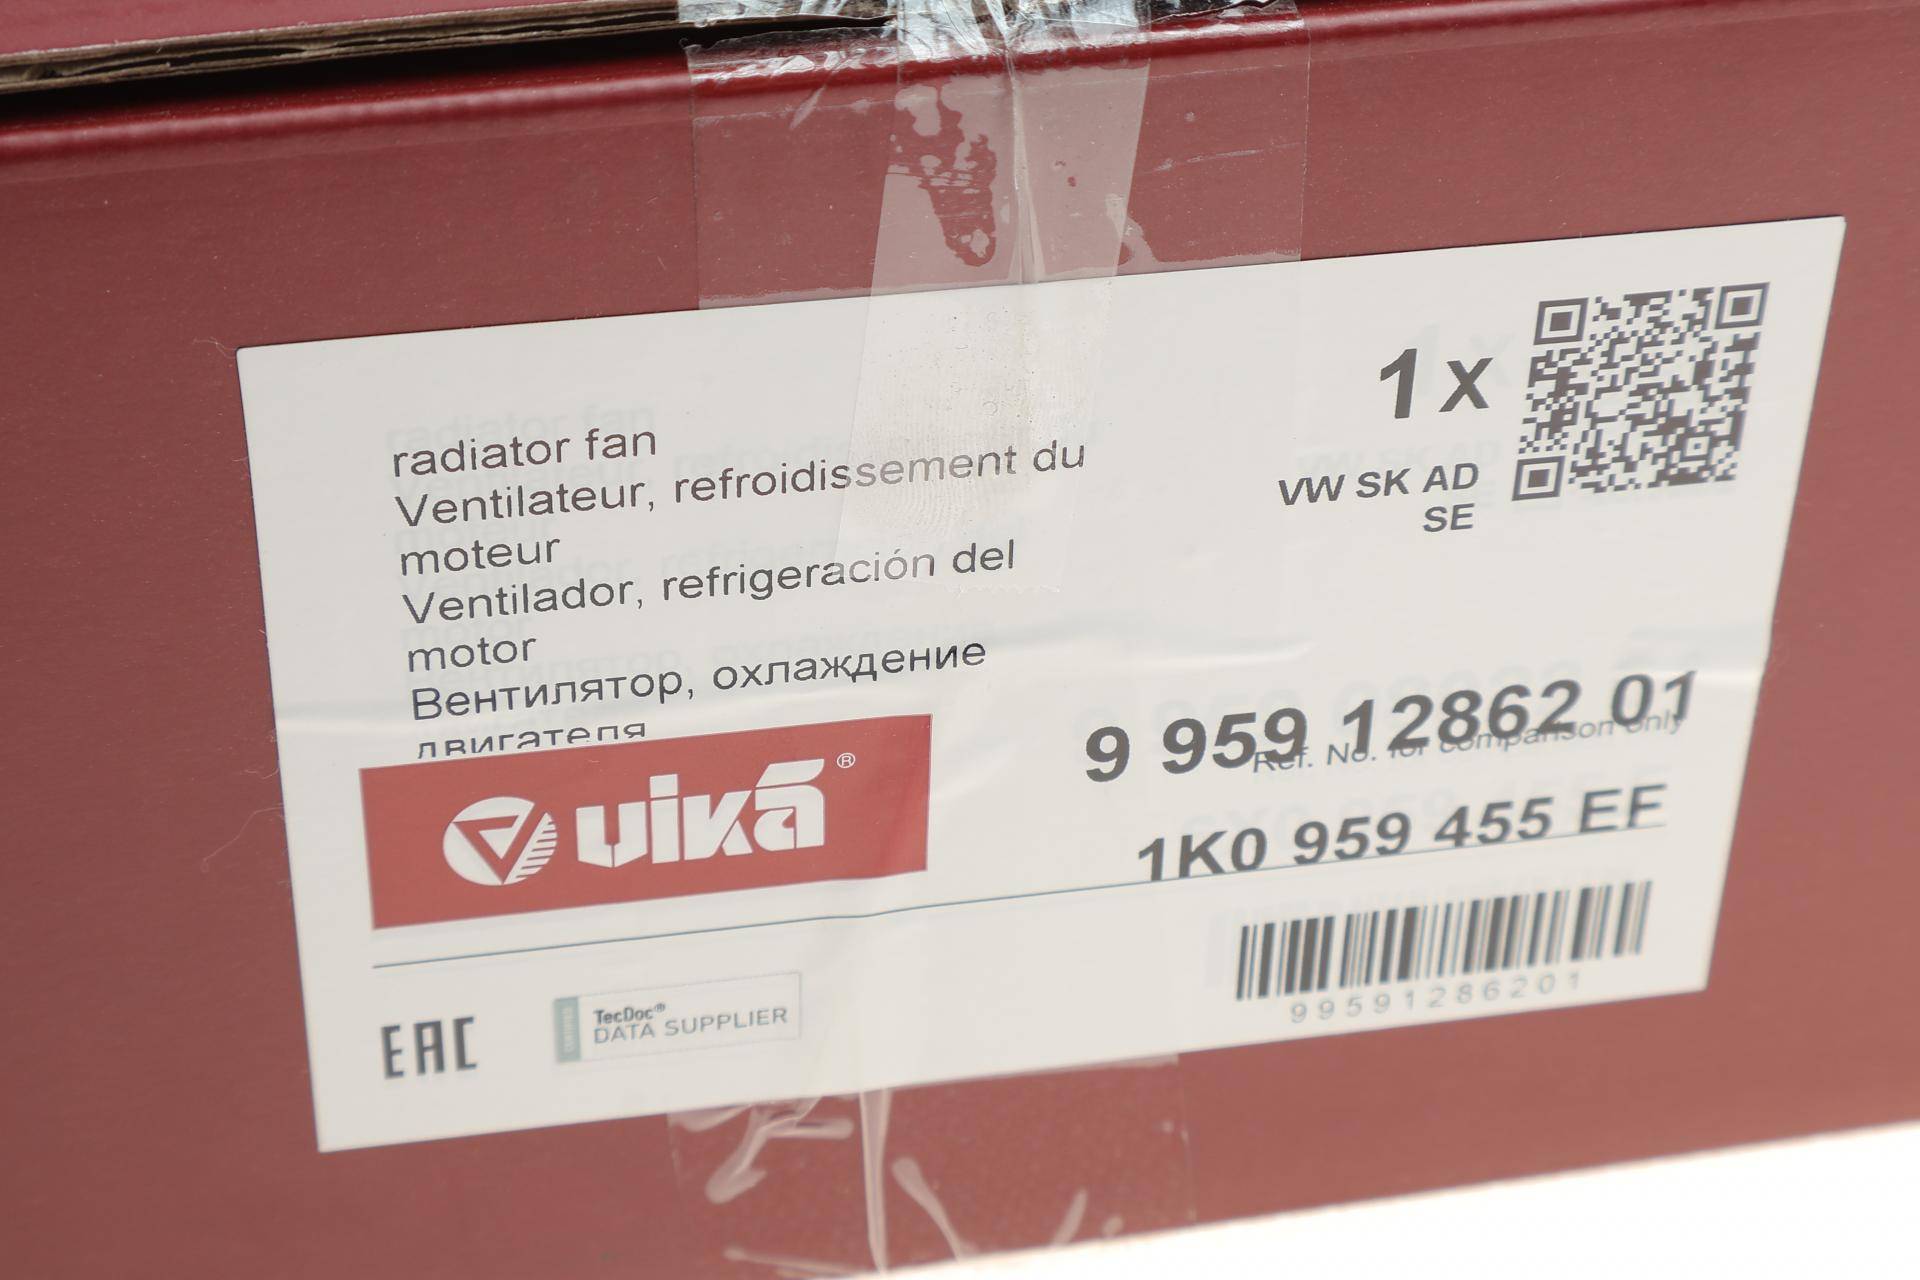 radiator fan
Ventilateur, refroidissement du
moteur
Ventilador, refrigeración del
motor
Вентилятор, охлаждение
двигателя
vika®
1 x
VW SK AD
SE
9 959 12862 01
Ref. No. for comparison only
1K0 959 455 EF
99591286201
EAC
TecDoc®
DATA SUPPLIER